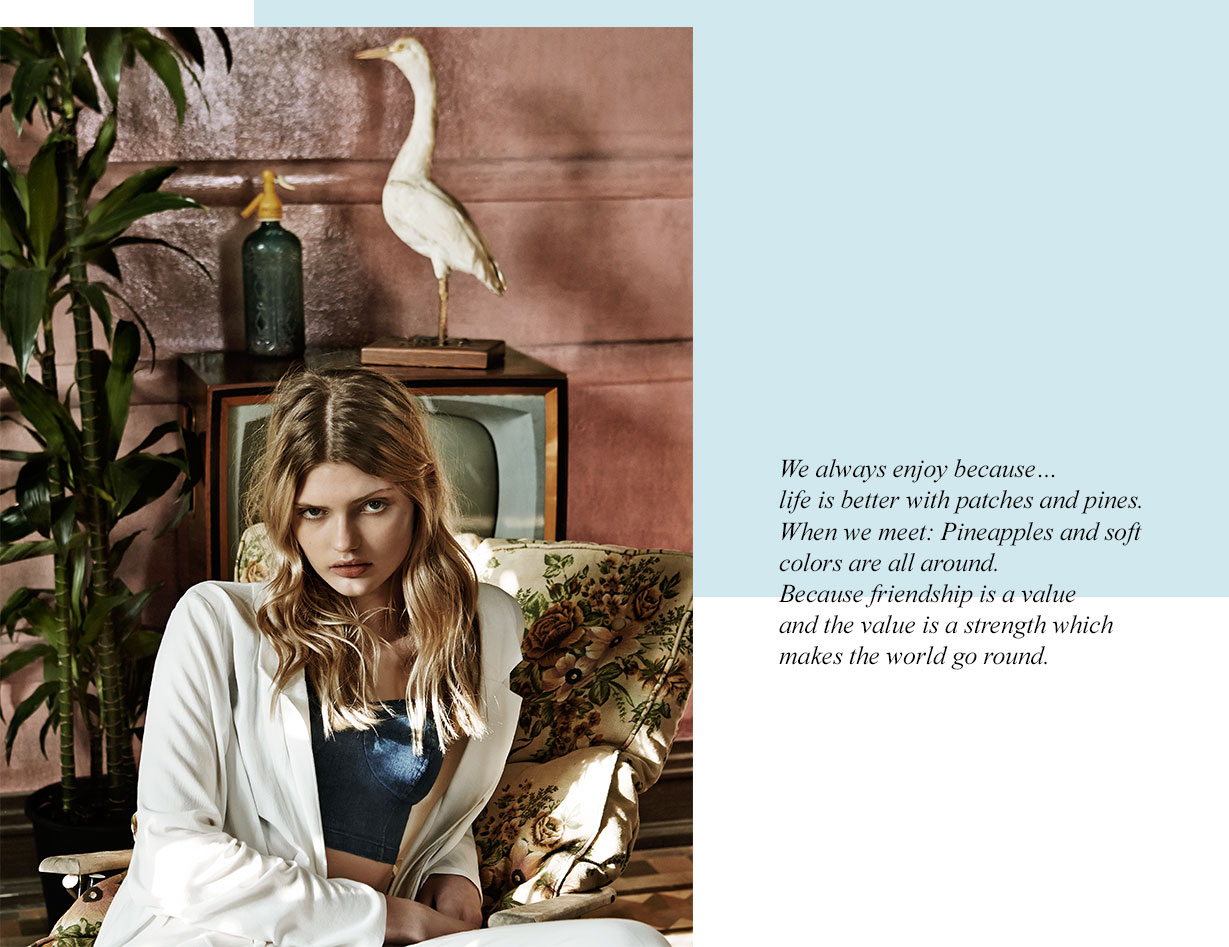 We always enjoy because…
life is better with patches and pines.
When we meet: Pineapples and soft
colors are all around.
Because friendship is a value
and the value is a strength which
makes the world go round.